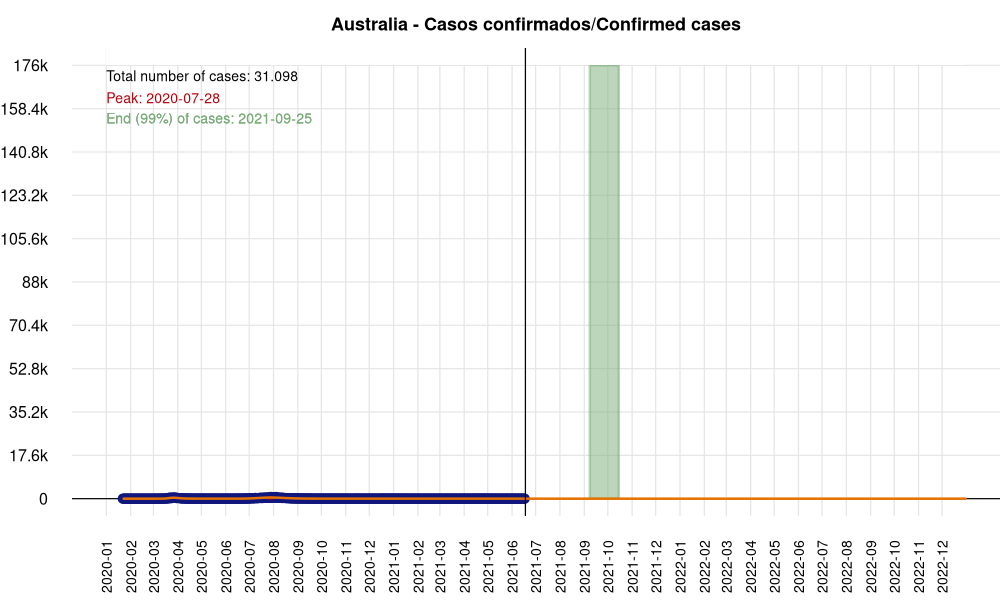 Australia - Casos confirmados/Confirmed cases
176k
158.4k
140.8k
123.2k
105.6k
88k
70.4k
52.8k
35.2k
17.6k
0
Total number of cases: 31.098
Peak: 2020-07-28
End (99%) of cases: 2021-09-25
2020-01
2020-02
2020-03
2020-04
2020-05
2020-06
2020-07
2020-08
2020-09
2020-10
2020-11
2020-12
2021-01
2021-02
2021-03
2021-04
2021-05
2021-06
2021-07
2021-08
2021-09
2021-10
2021-11
2021-12
2022-01
2022-02
2022-03
2022-04
2022-05
2022-06
2022-07
2022-08
2022-09
2022-10
2022-11
2022-12